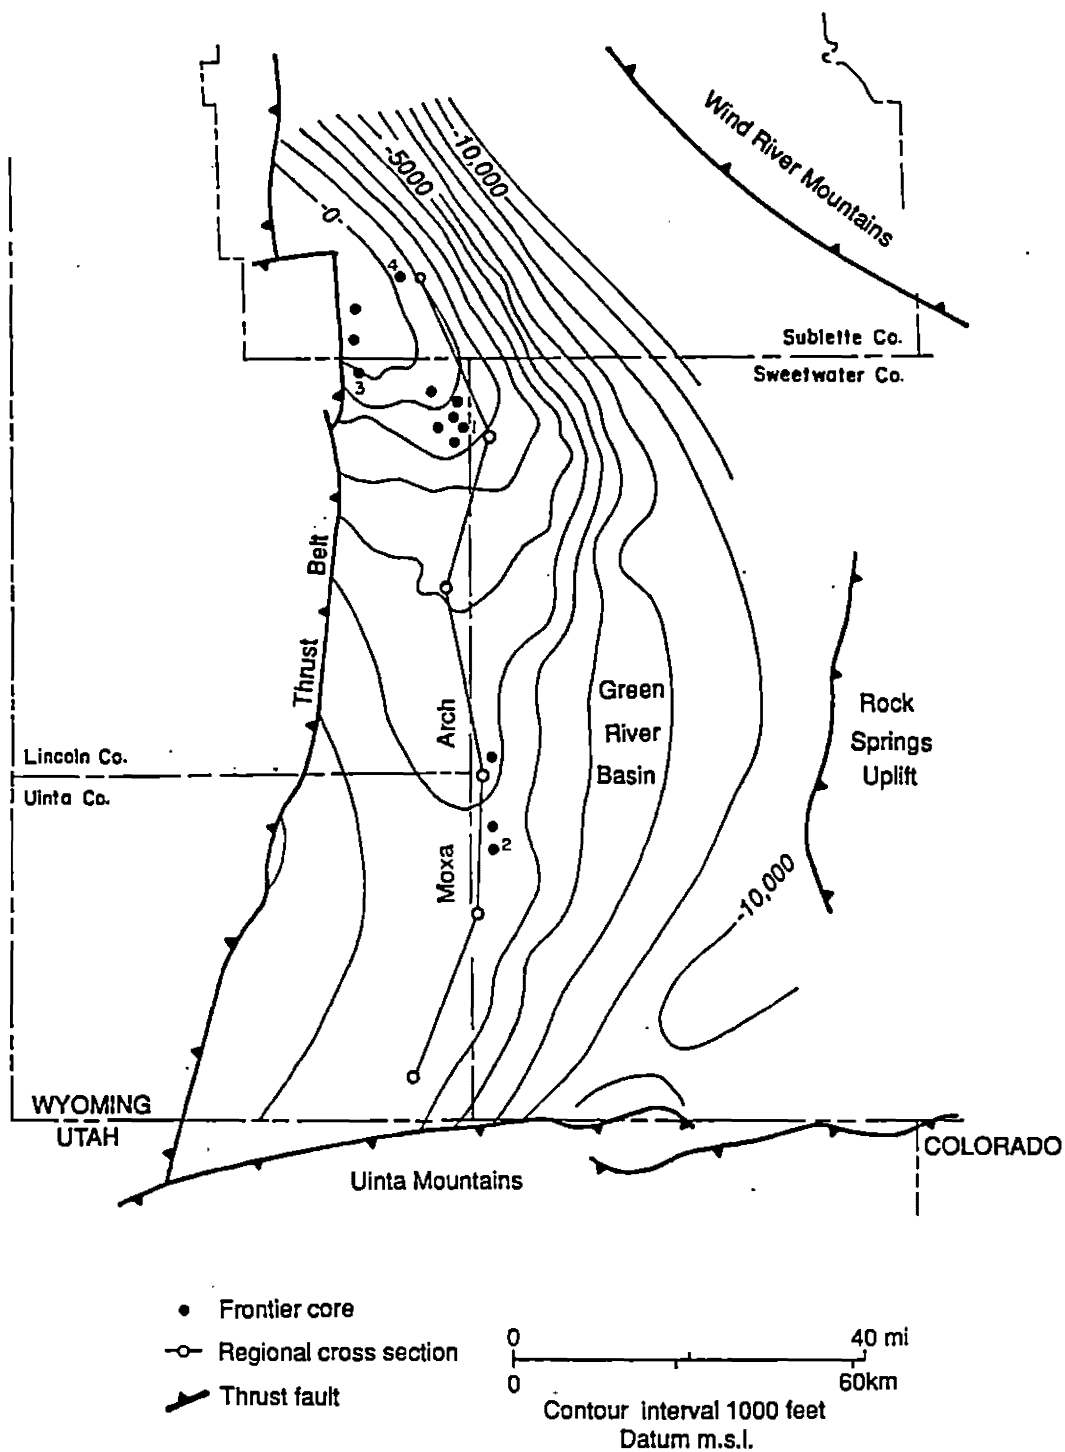 Wind River Mountains
-10,000
-5000
-0-
4
Sublette Co.
Sweetwater Co.
3
1
Thrust Belt
Green
River
Basin
Rock
Springs
Uplift
Lincoln Co.
Uinta Co.
Moxa Arch
2
-10,000
WYOMING
UTAH
COLORADO
Uinta Mountains
Frontier core
Regional cross section
Thrust fault
0 40 mi
0 60km
Contour interval 1000 feet
Datum m.s.l.